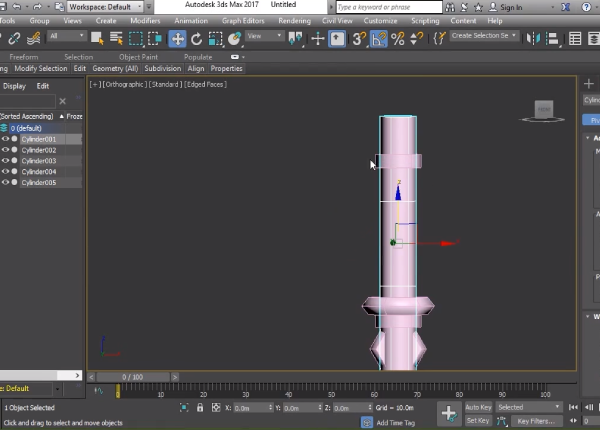 Workspace: Default
Autodesk 3ds Max 2017 Untitled
Type a keyword or phrase
Sign In
Tools Group Views Create Modifiers Animation Graph Editors Rendering Civil View Customize Scripting Content Help
All
View
Create Selection Se
Freeform Selection Object Paint Populate
ng Modify Selection Edit Geometry (All) Subdivision Align Properties
Display Edit
[+] [Orthographic] [Standard] [Edged Faces]
(Sorted Ascending) ▲ Froze
0 (default)
Cylinder001
Cylinder002
Cylinder003
Cylinder004
Cylinder005
Cylind
z
0 / 100
e: Default
0 10 20 30 40 50 60 70 80 90 100
1 Object Selected
X: 0.0m Y: 0.0m Z: 0.0m Grid = 10.0m
Auto Key Selected
Click and drag to select and move objects
Add Time Tag
Set Key Key Filters...
0